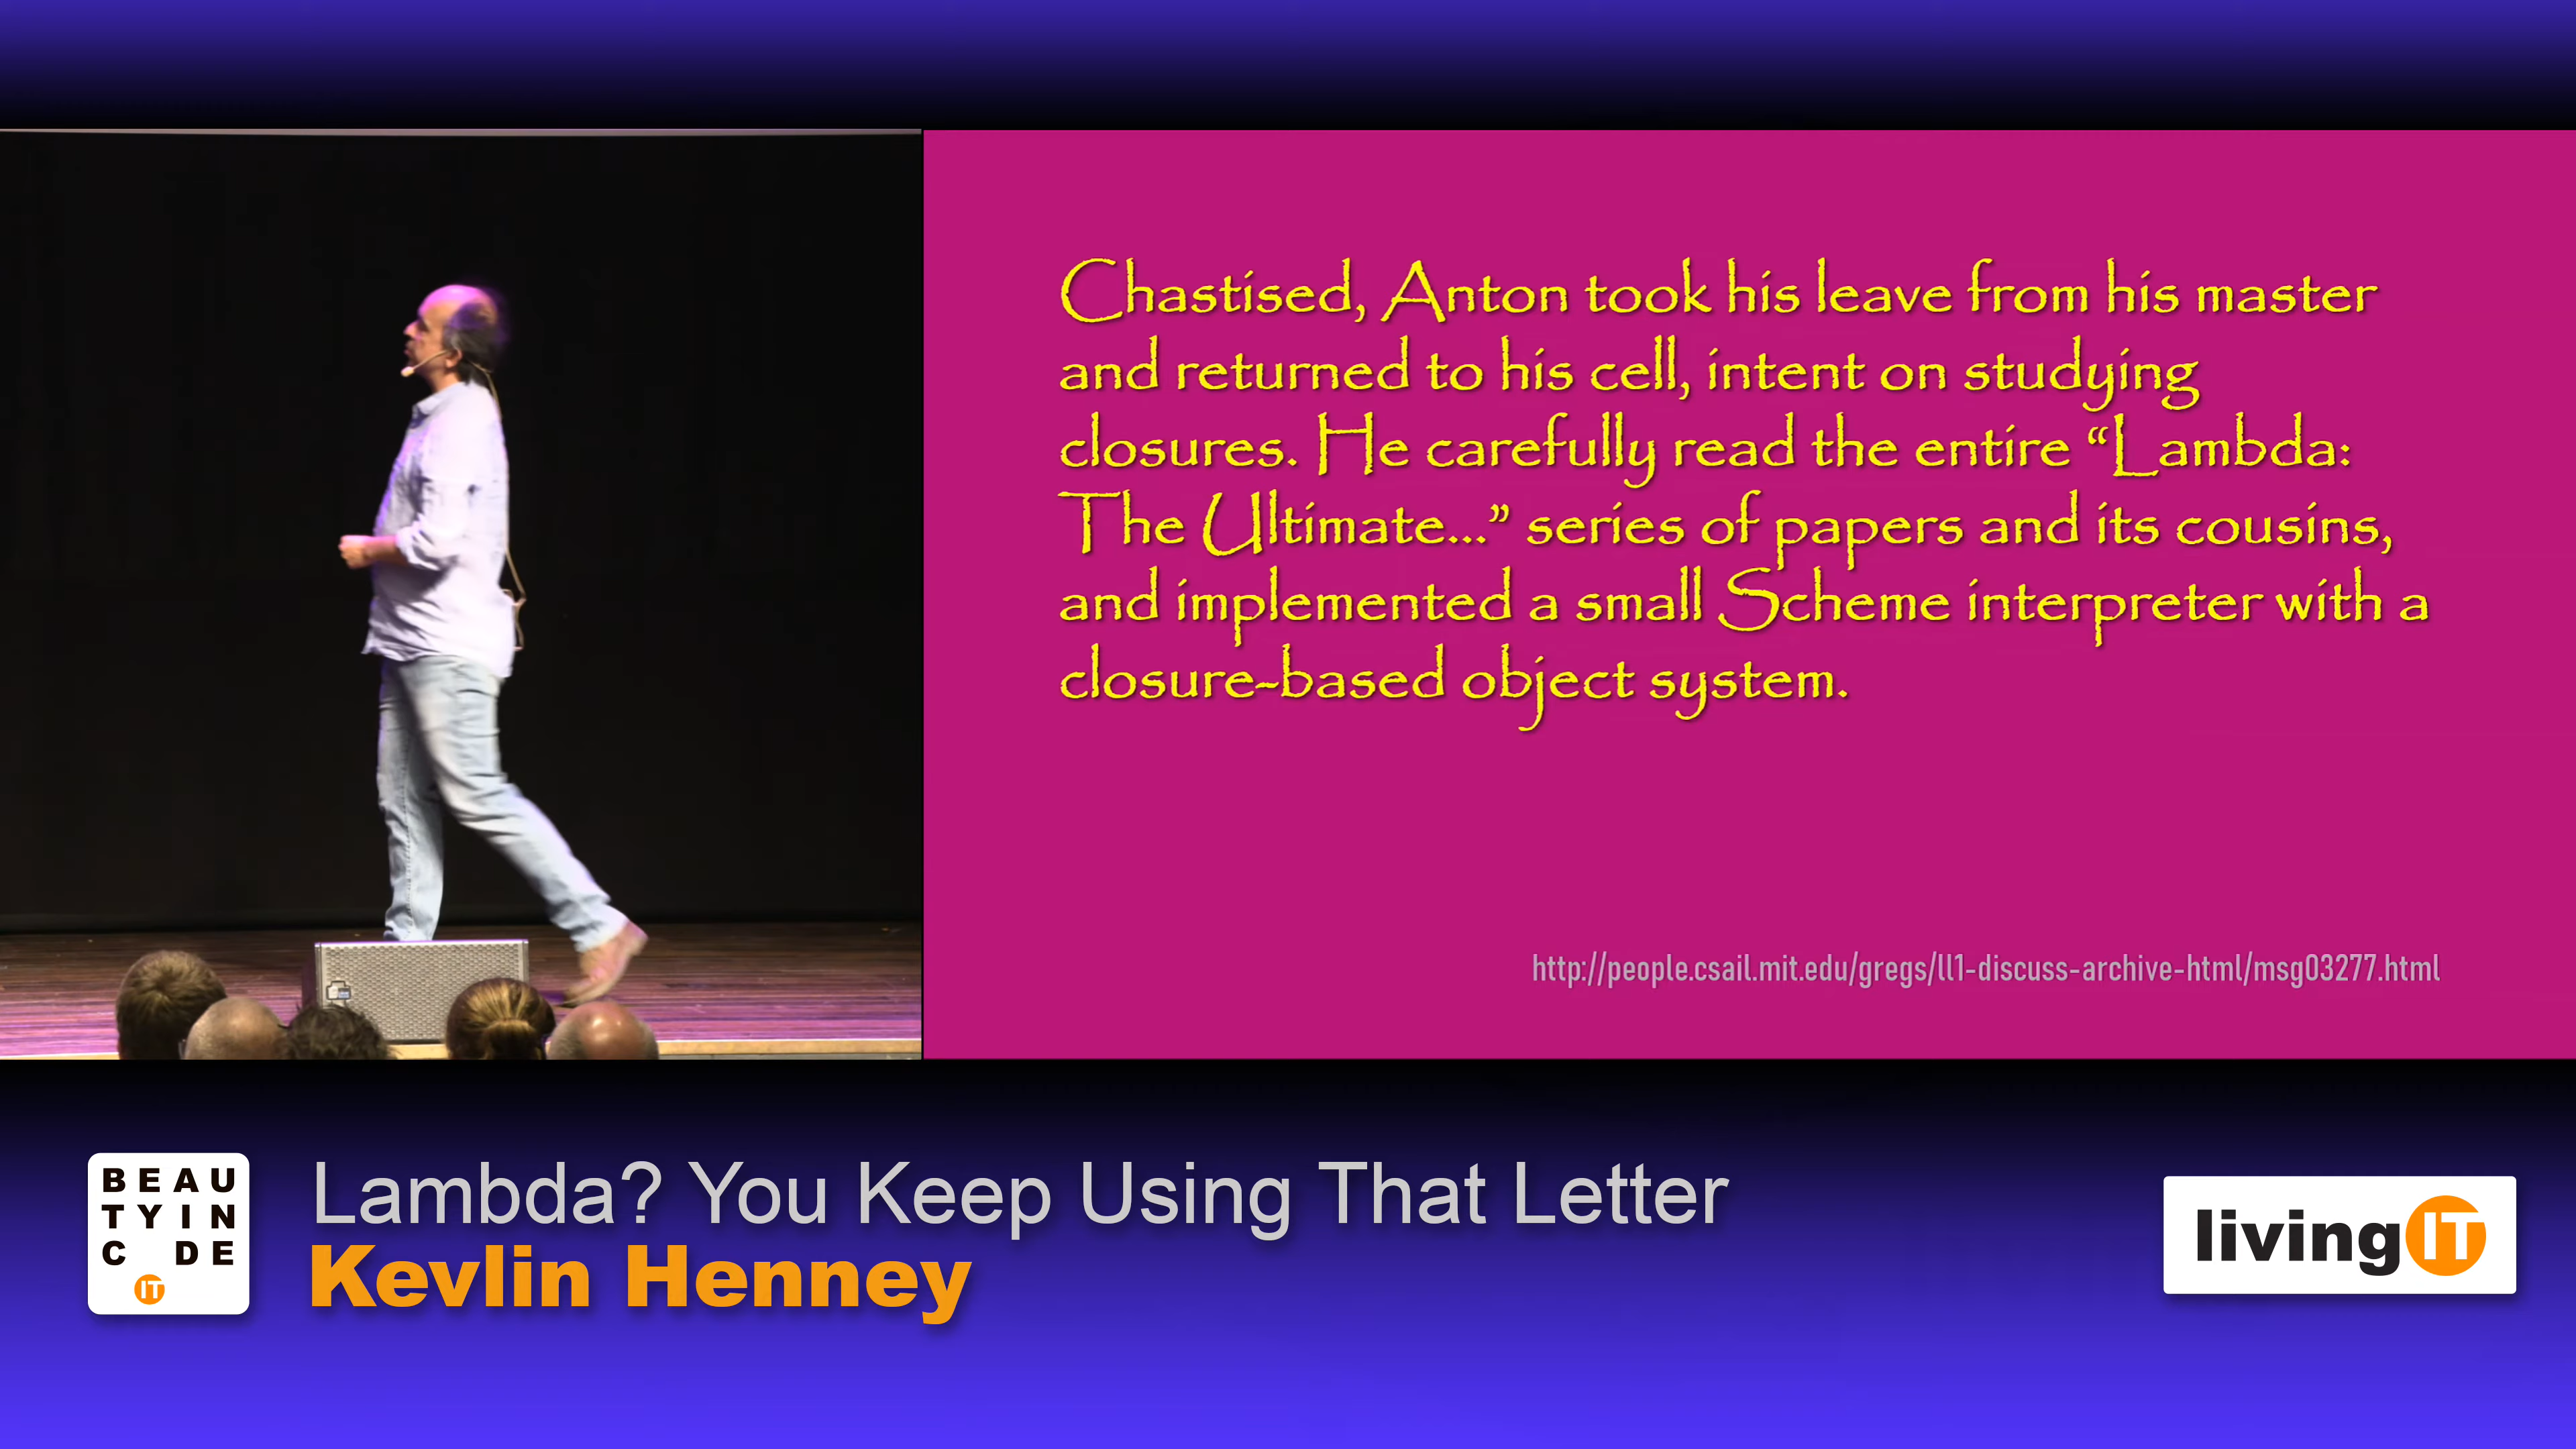 Chastised, Anton took his leave from his master
and returned to his cell, intent on studying
closures. He carefully read the entire “Lambda:
The Ultimate...” series of papers and its cousins,
and implemented a small Scheme interpreter with a
closure-based object system.
http://people.csail.mit.edu/gregs/ll1-discuss-archive-html/msg03277.html
BEAU
TYIN
C DE
IT
Lambda? You Keep Using That Letter
Kevlin Henney
livingIT